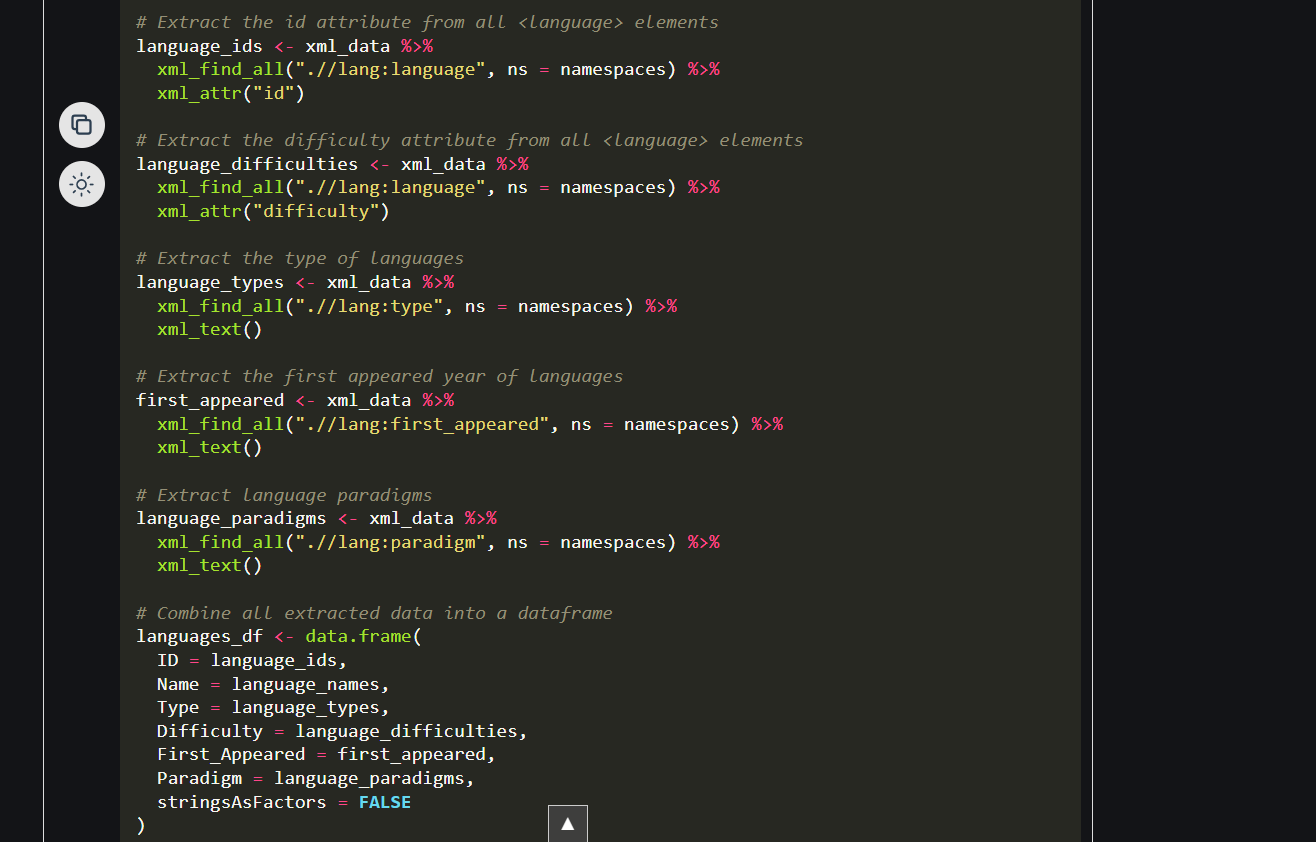 # Extract the id attribute from all <language> elements
language_ids <- xml_data %>%
  xml_find_all(".//lang:language", ns = namespaces) %>%
  xml_attr("id")

# Extract the difficulty attribute from all <language> elements
language_difficulties <- xml_data %>%
  xml_find_all(".//lang:language", ns = namespaces) %>%
  xml_attr("difficulty")

# Extract the type of languages
language_types <- xml_data %>%
  xml_find_all(".//lang:type", ns = namespaces) %>%
  xml_text()

# Extract the first appeared year of languages
first_appeared <- xml_data %>%
  xml_find_all(".//lang:first_appeared", ns = namespaces) %>%
  xml_text()

# Extract language paradigms
language_paradigms <- xml_data %>%
  xml_find_all(".//lang:paradigm", ns = namespaces) %>%
  xml_text()

# Combine all extracted data into a dataframe
languages_df <- data.frame(
  ID = language_ids,
  Name = language_names,
  Type = language_types,
  Difficulty = language_difficulties,
  First_Appeared = first_appeared,
  Paradigm = language_paradigms,
  stringsAsFactors = FALSE
)